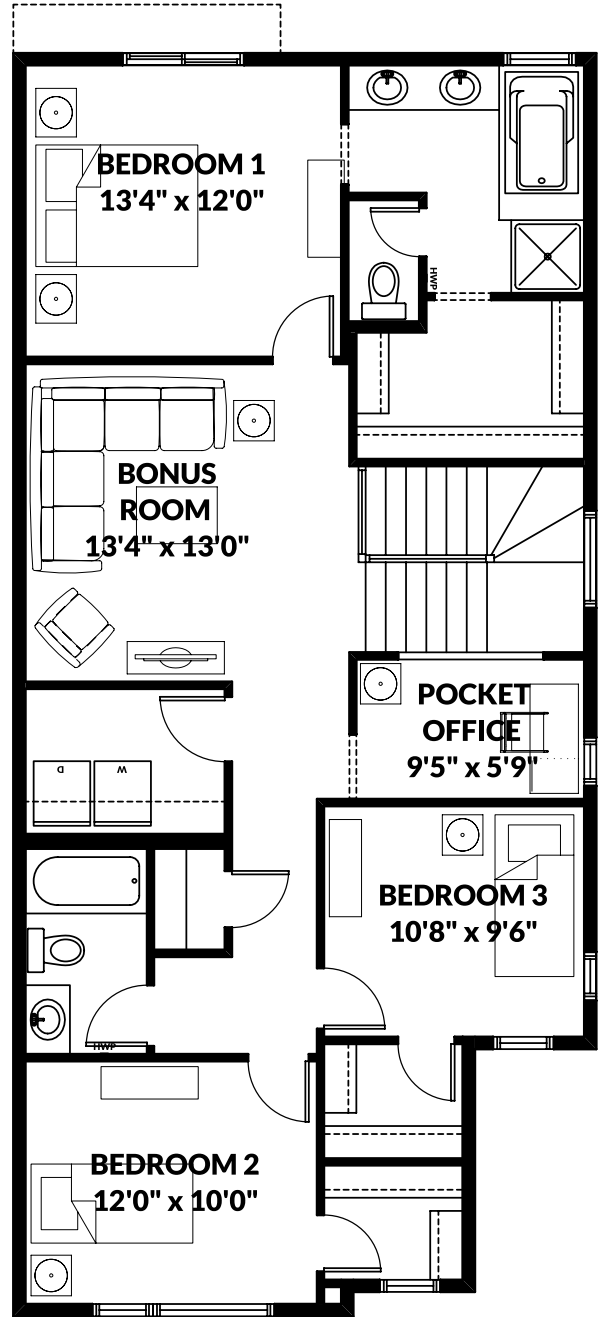 BEDROOM 1
13'4" x 12'0"
HWP
BONUS
ROOM
13'4" x 13'0"
POCKET
OFFICE
9'5" x 5'9"
D
W
BEDROOM 3
10'8" x 9'6"
HWP
BEDROOM 2
12'0" x 10'0"